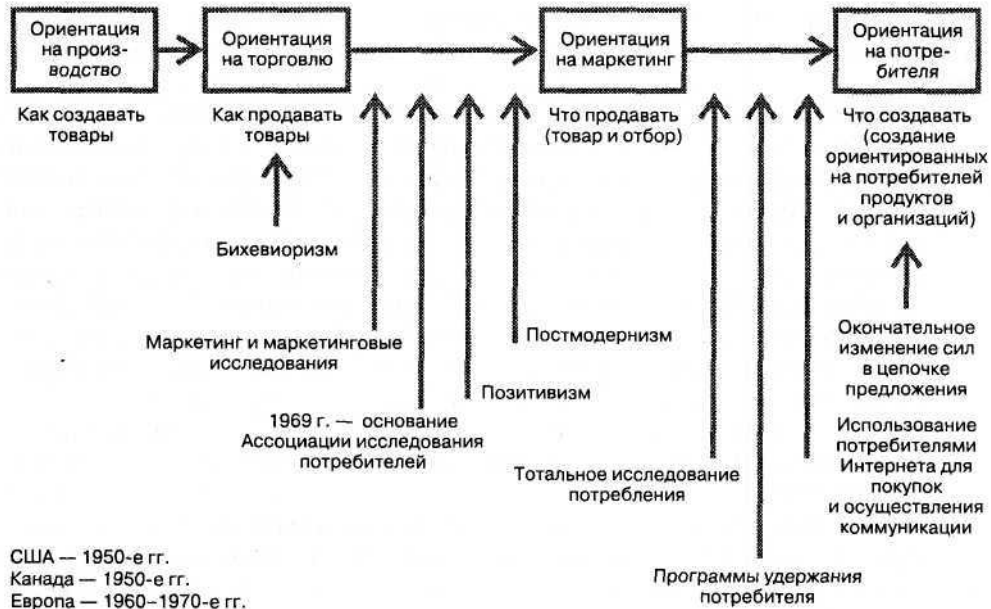 Ориентация
на произ-
водство
Ориентация
на торговлю
Ориентация
на маркетинг
Ориентация
на потре-
бителя
Как создавать
товары
Как продавать
товары
Что продавать
(товар и отбор)
Что создавать
(создание
ориентированных
на потребителей
продуктов
и организаций)
Бихевиоризм
Маркетинг и маркетинговые
исследования
1969 г. — основание
Ассоциации исследования
потребителей
Позитивизм
Постмодернизм
Тотальное исследование
потребления
Программы удержания
потребителя
Окончательное
изменение сил
в цепочке
предложения
Использование
потребителями
Интернета для
покупок
и осуществления
коммуникации
США — 1950-е гг.
Канада — 1950-е гг.
Европа — 1960–1970-е гг.